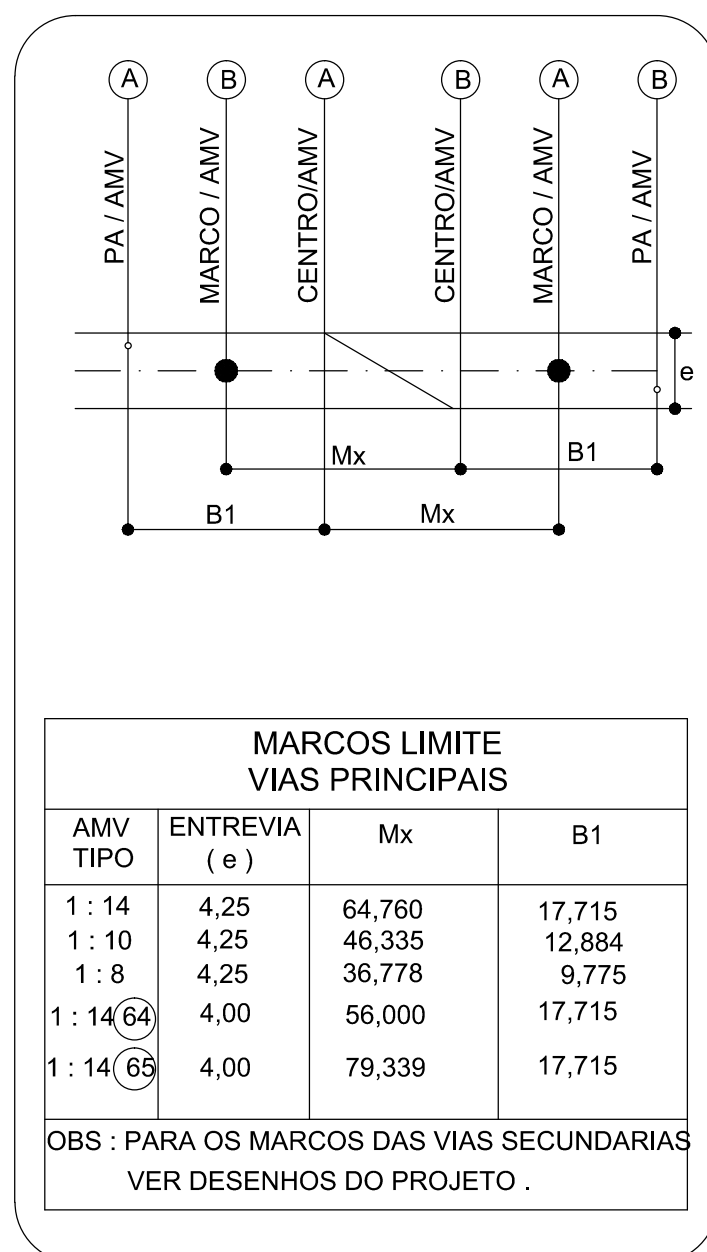 A B A B A B
PA / AMV
MARCO / AMV
CENTRO/AMV
CENTRO/AMV
MARCO / AMV
PA / AMV
e
Mx B1
B1 Mx
MARCOS LIMITE
VIAS PRINCIPAIS
AMV TIPO ENTREVIA ( e ) Mx B1
1 : 14 4,25 64,760 17,715
1 : 10 4,25 46,335 12,884
1 : 8 4,25 36,778 9,775
1 : 14 64 4,00 56,000 17,715
1 : 14 65 4,00 79,339 17,715
OBS : PARA OS MARCOS DAS VIAS SECUNDARIAS
VER DESENHOS DO PROJETO .